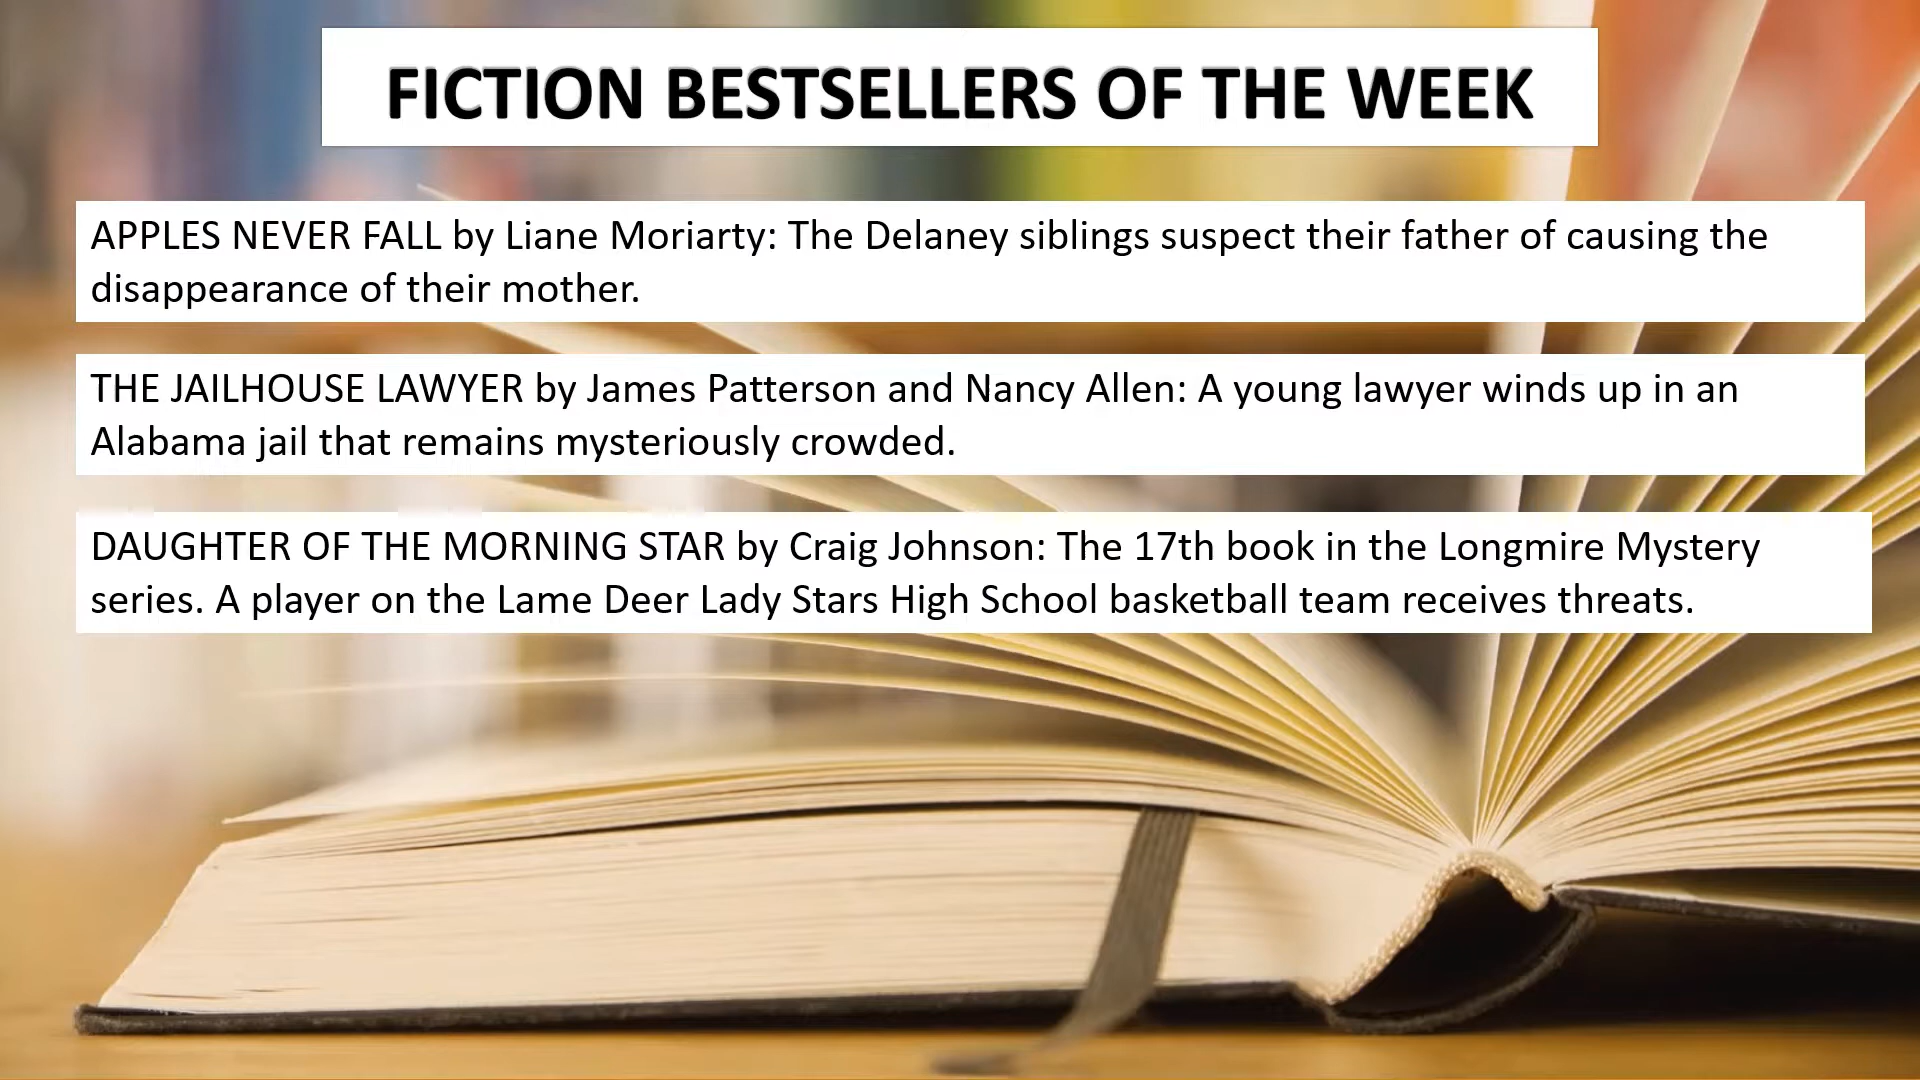 FICTION BESTSELLERS OF THE WEEK
APPLES NEVER FALL by Liane Moriarty: The Delaney siblings suspect their father of causing the
disappearance of their mother.
THE JAILHOUSE LAWYER by James Patterson and Nancy Allen: A young lawyer winds up in an
Alabama jail that remains mysteriously crowded.
DAUGHTER OF THE MORNING STAR by Craig Johnson: The 17th book in the Longmire Mystery
series. A player on the Lame Deer Lady Stars High School basketball team receives threats.